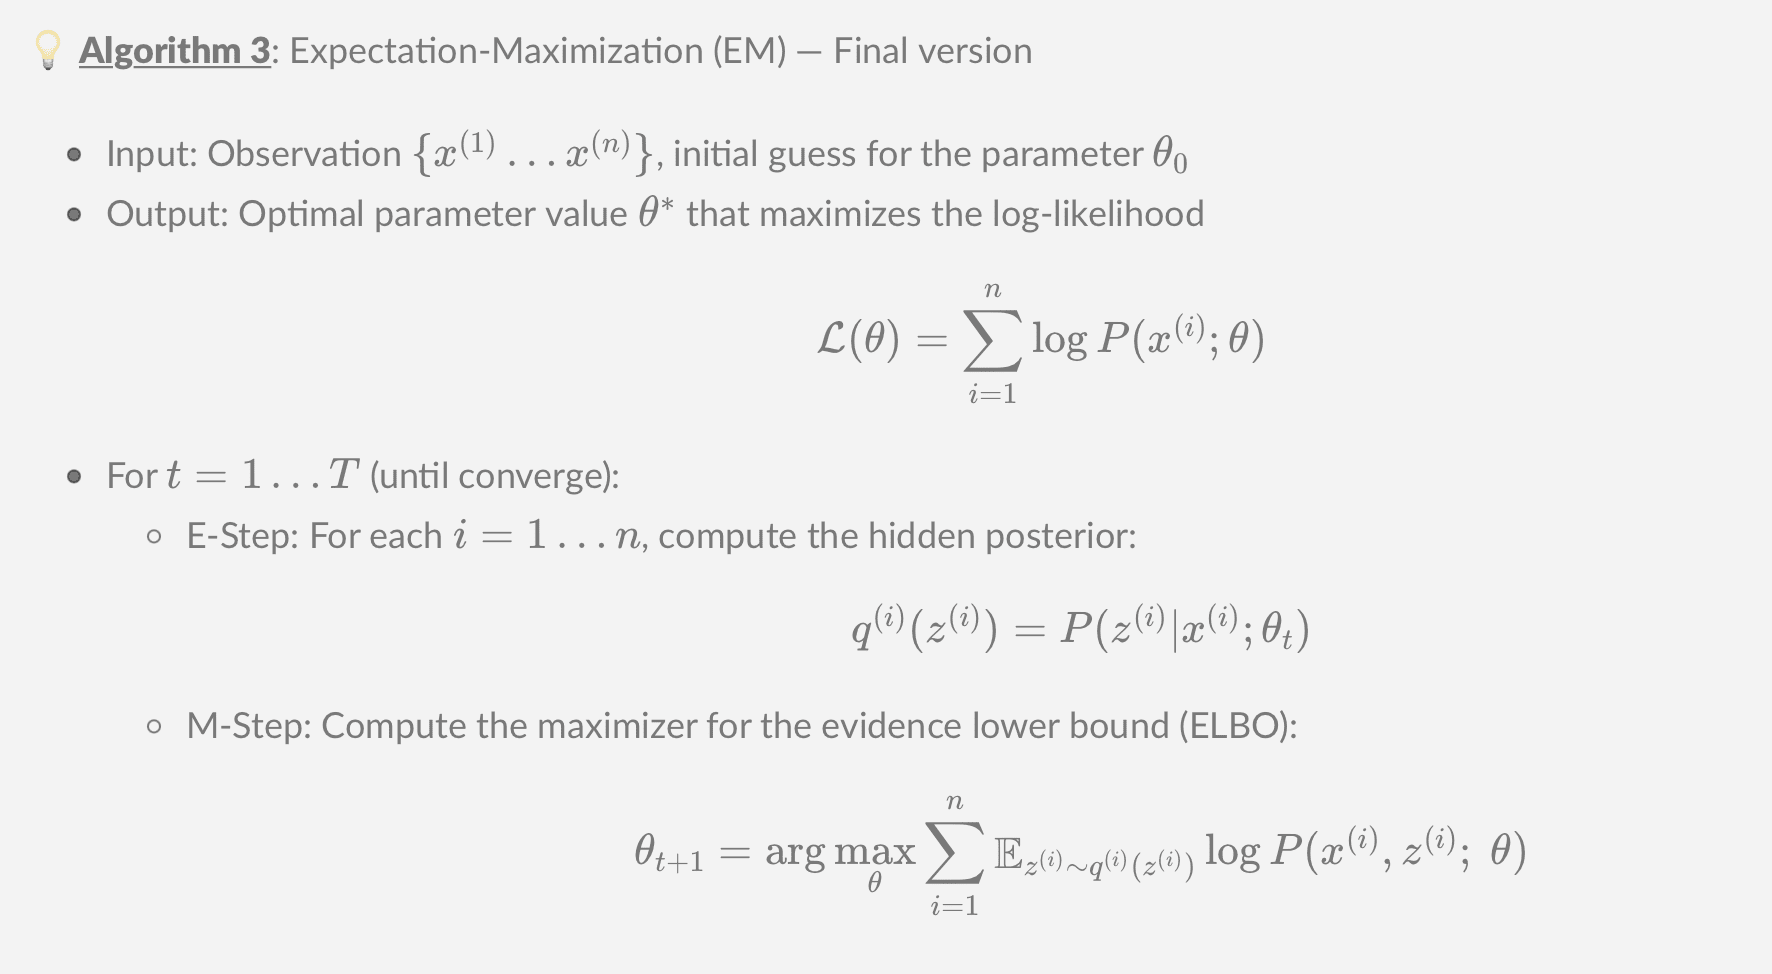 💡 Algorithm 3: Expectation-Maximization (EM) — Final version
• Input: Observation $\{x^{(1)} \ldots x^{(n)}\}$, initial guess for the parameter $\theta_0$
• Output: Optimal parameter value $\theta^*$ that maximizes the log-likelihood
$\mathcal{L}(\theta) = \sum_{i=1}^{n} \log P(x^{(i)}; \theta)$
• For $t = 1 \ldots T$ (until converge):
◦ E-Step: For each $i = 1 \ldots n$, compute the hidden posterior:
$q^{(i)}(z^{(i)}) = P(z^{(i)}|x^{(i)}; \theta_t)$
◦ M-Step: Compute the maximizer for the evidence lower bound (ELBO):
$\theta_{t+1} = \arg\max_{\theta} \sum_{i=1}^{n} \mathbb{E}_{z^{(i)} \sim q^{(i)}(z^{(i)})} \log P(x^{(i)}, z^{(i)};\ \theta)$